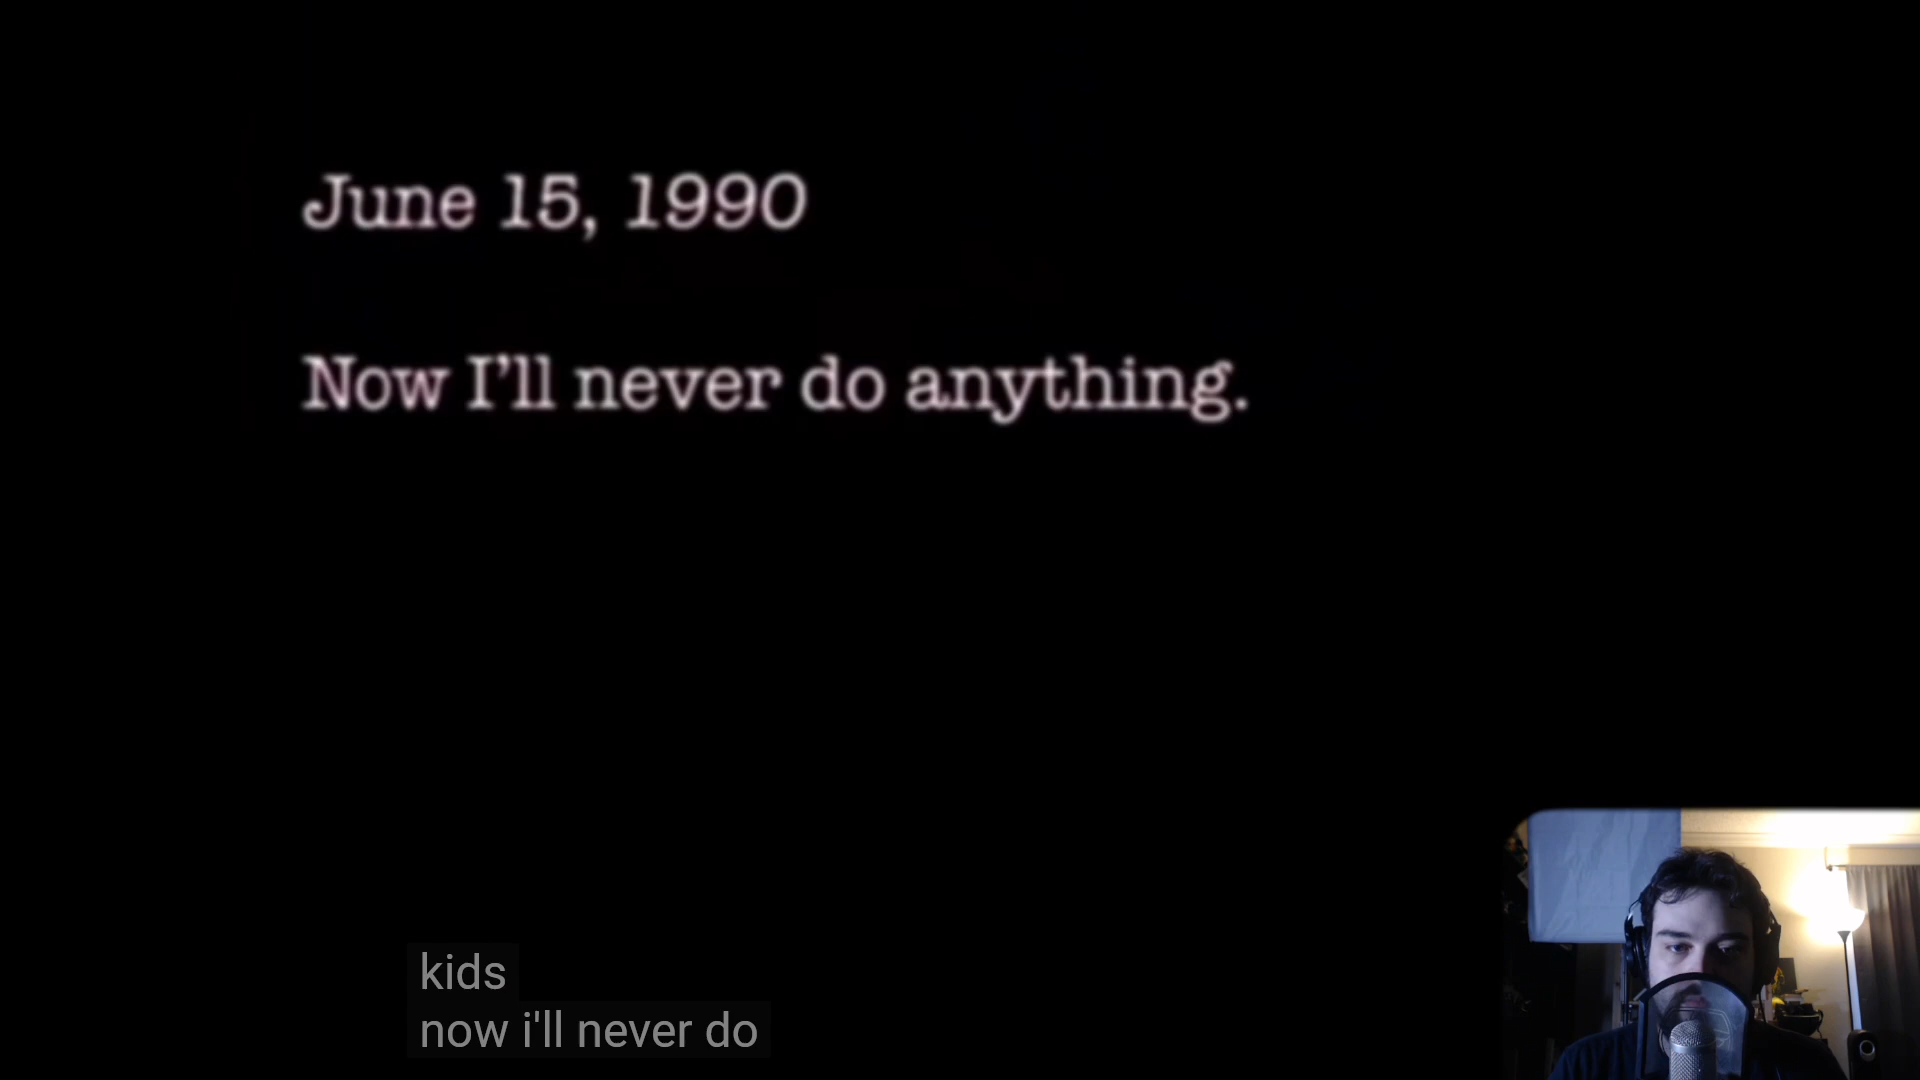 June 15, 1990
Now I’ll never do anything.
kids
now i'll never do